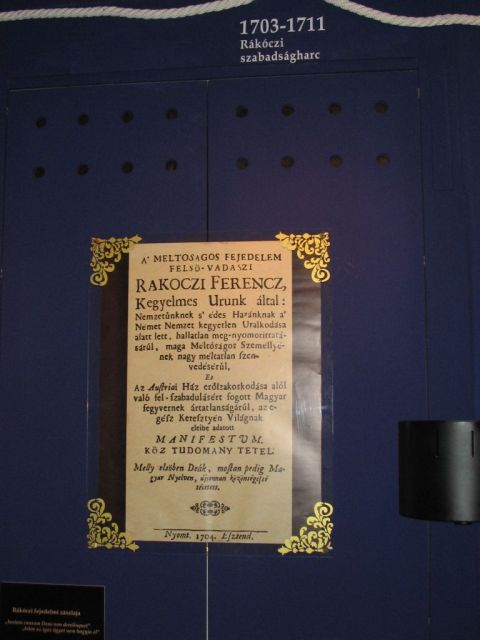 1703-1711
Rákóczi
szabadságharc
A' MELTOSAGOS FEJEDELEM
FELSŐ-VADASZI
RAKOCZI FERENCZ,
Kegyelmes Urunk által:
Nemzetünknek s' édes Hazánknak a'
Német Nemzet kegyetlen Uralkodása
alatt lett, hallatlan meg-nyomorittatá-
sárúl, maga Méltóságos Személlyé-
nek nagy méltatlan szen-
vedésérül,
Es
Az Austriai Ház erőszakoskodása alól
való fel-szabadulásért fogott Magyar
fegyvernek ártatlanságárúl, az e-
gész Keresztyén Világnak
eleibe adatott
MANIFESTUM.
KÖZ TUDOMANY TETEL.
Melly elsőben Deák, mostan pedig Ma-
gyar Nyelven, újonnan közönségessé
tétetett.
Nyomt. 1704. Esztend.
Rákóczi fejedelmi zászlaja